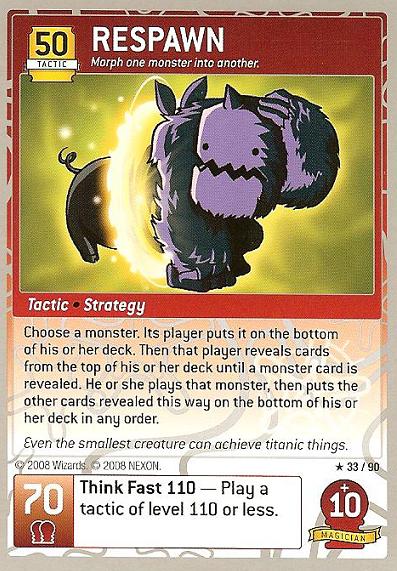 50
TACTIC
RESPAWN
Morph one monster into another.
Tactic • Strategy
Choose a monster. Its player puts it on the bottom
of his or her deck. Then that player reveals cards
from the top of his or her deck until a monster card is
revealed. He or she plays that monster, then puts the
other cards revealed this way on the bottom of his or
her deck in any order.
Even the smallest creature can achieve titanic things.
© 2008 Wizards. © 2008 NEXON.
★ 33 / 90
70
Think Fast 110 — Play a
tactic of level 110 or less.
+
10
MAGICIAN